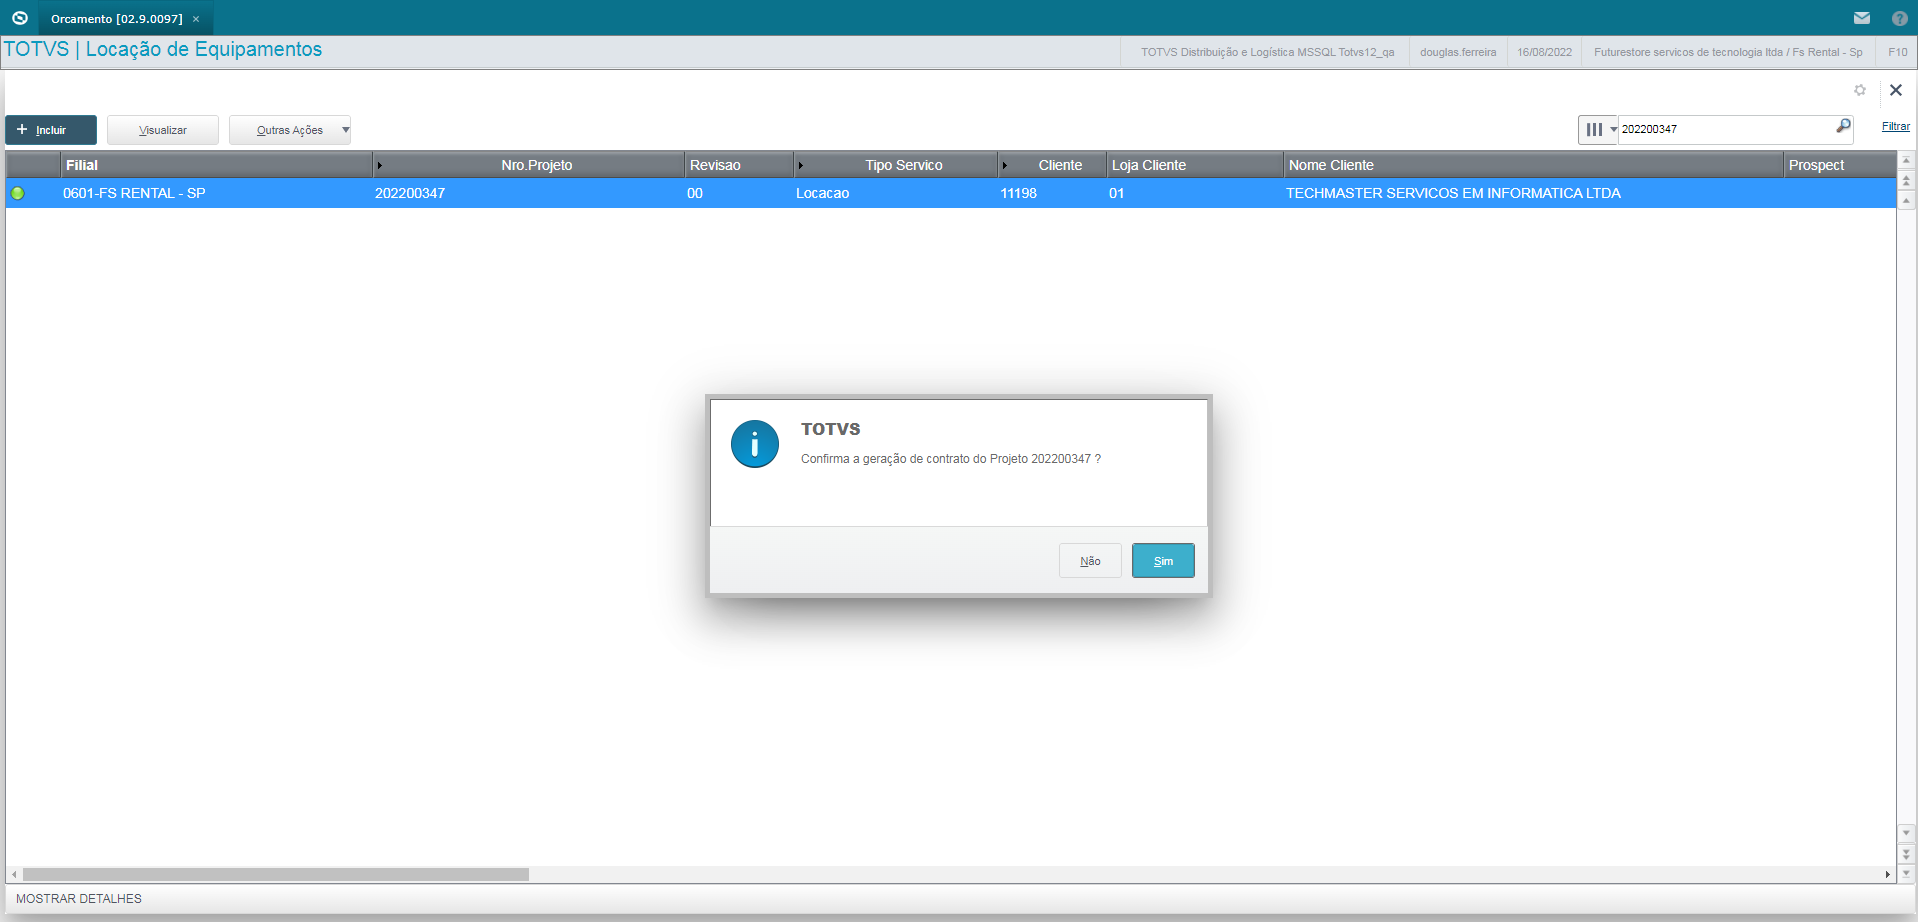 Orcamento [02.9.0097] ×
TOTVS | Locação de Equipamentos
TOTVS Distribuição e Logística MSSQL Totvs12_qa
douglas.ferreira
16/08/2022
Futurestore servicos de tecnologia ltda / Fs Rental - Sp
F10
+ Incluir
Visualizar
Outras Ações
202200347
Filtrar
Filial Nro.Projeto Revisao Tipo Servico Cliente Loja Cliente Nome Cliente Prospect
0601-FS RENTAL - SP 202200347 00 Locacao 11198 01 TECHMASTER SERVICOS EM INFORMATICA LTDA
TOTVS
Confirma a geração de contrato do Projeto 202200347 ?
Não
Sim
MOSTRAR DETALHES